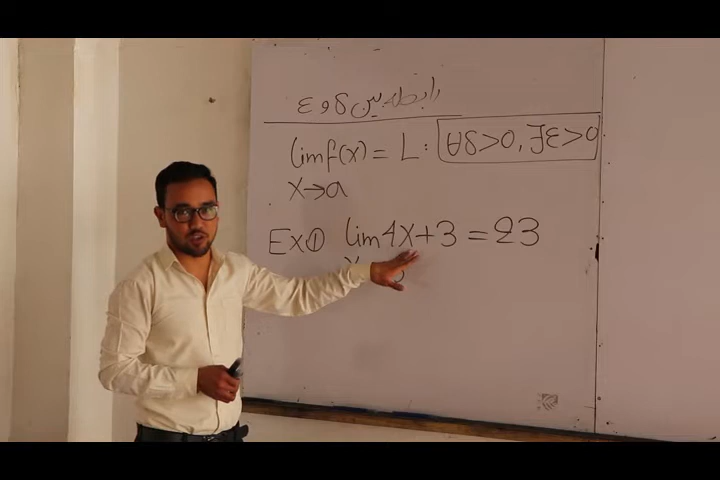 رابطه بین δ و ε
lim f(x) = L : ∀δ>0, ∃ε>0
x→a
Ex① lim 4x+3 = 23